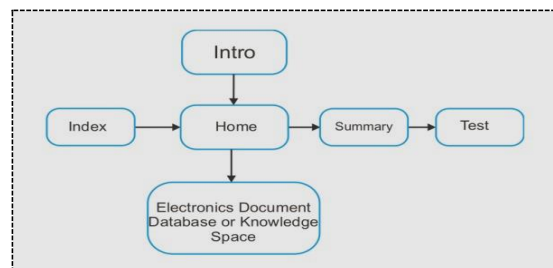 Intro
Index
Home
Summary
Test
Electronics Document
Database or Knowledge
Space